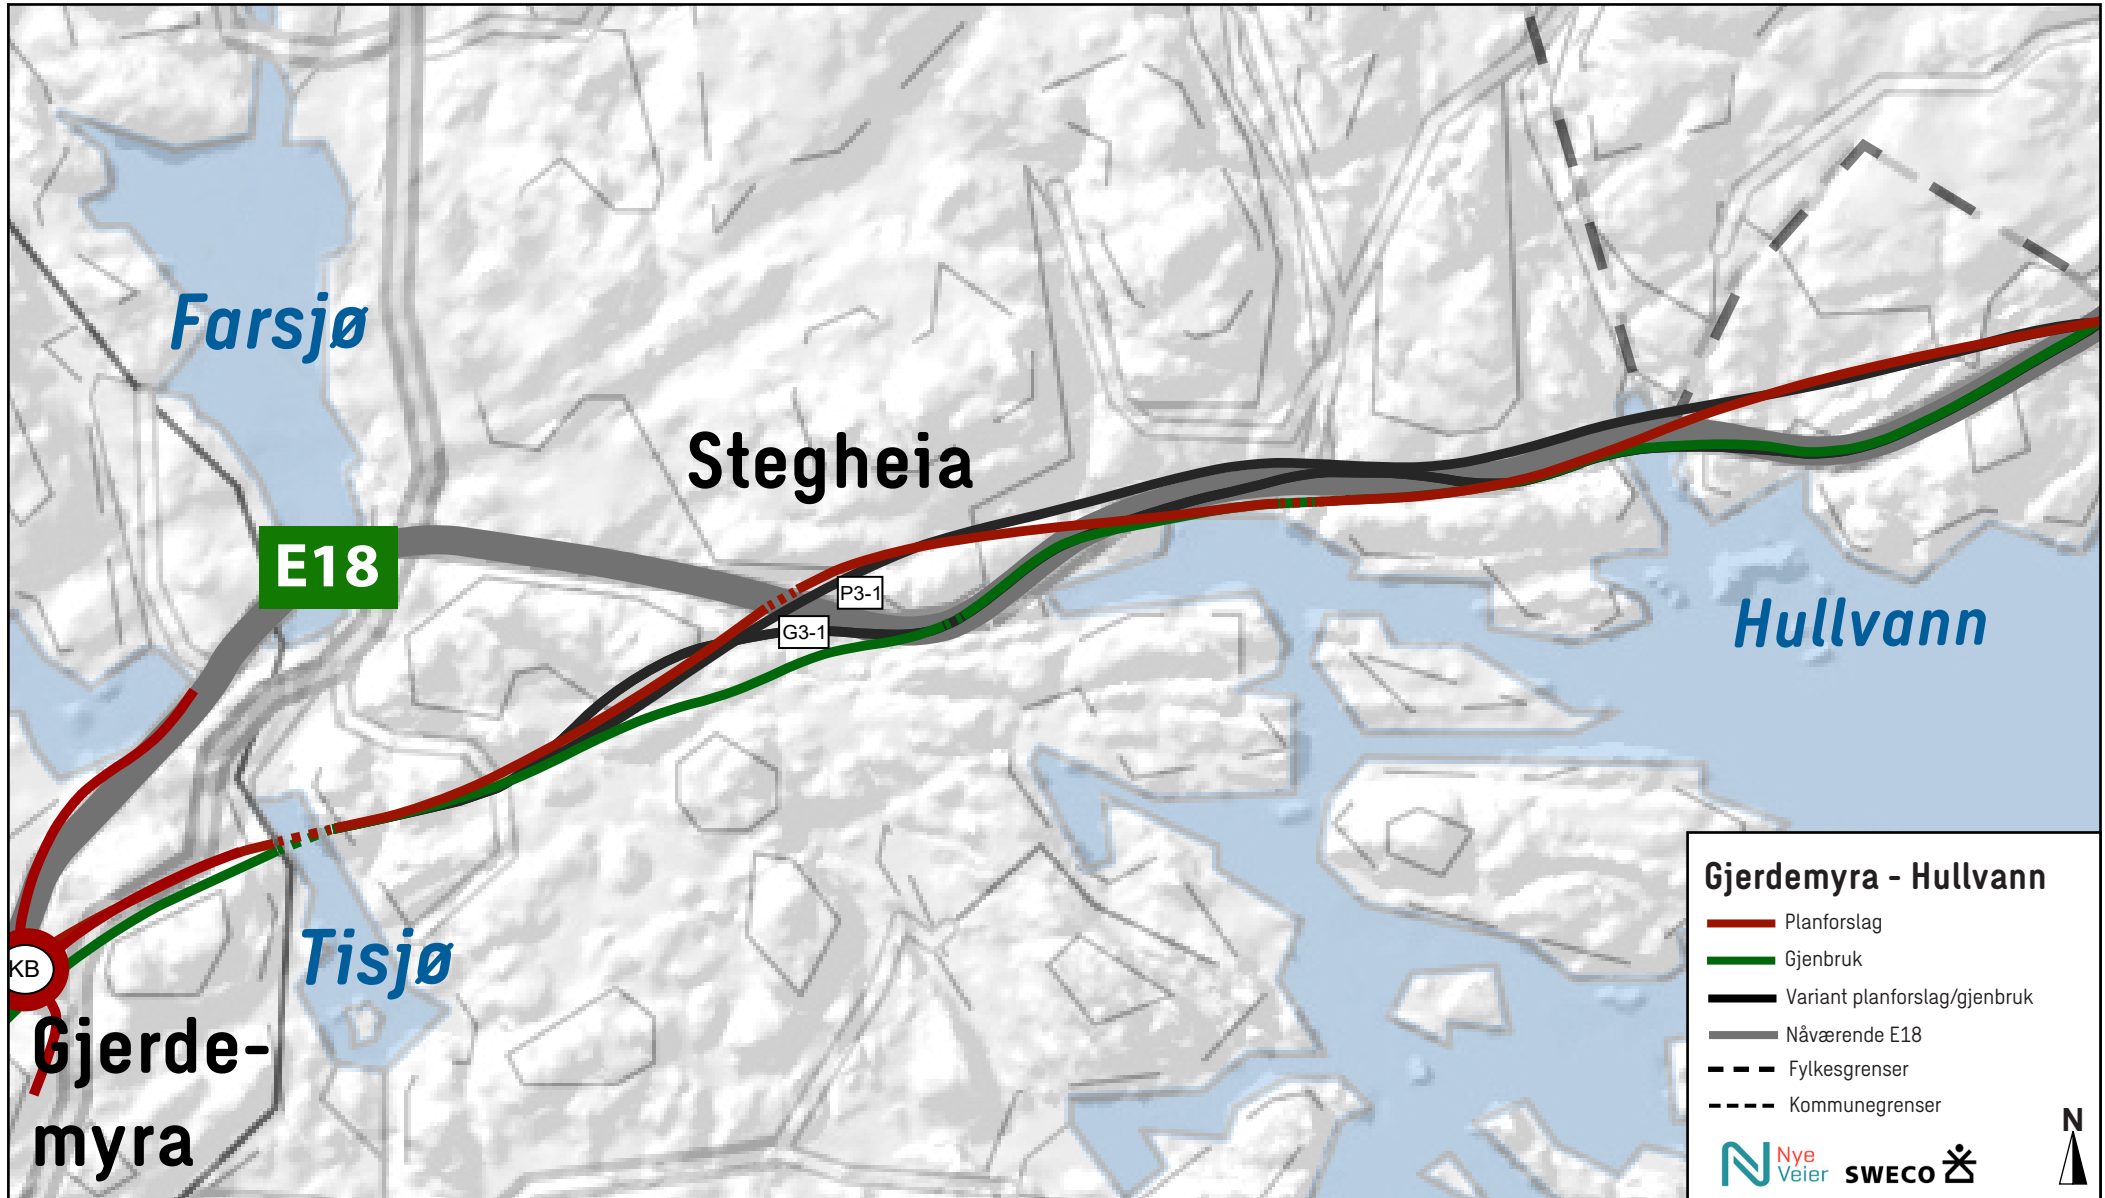 Farsjø
Stegheia
E18
P3-1
G3-1
Hullvann
Tisjø
KB
Gjerde-
myra
Gjerdemyra - Hullvann
Planforslag
Gjenbruk
Variant planforslag/gjenbruk
Nåværende E18
Fylkesgrenser
Kommunegrenser
N
Nye
Veier
SWECO